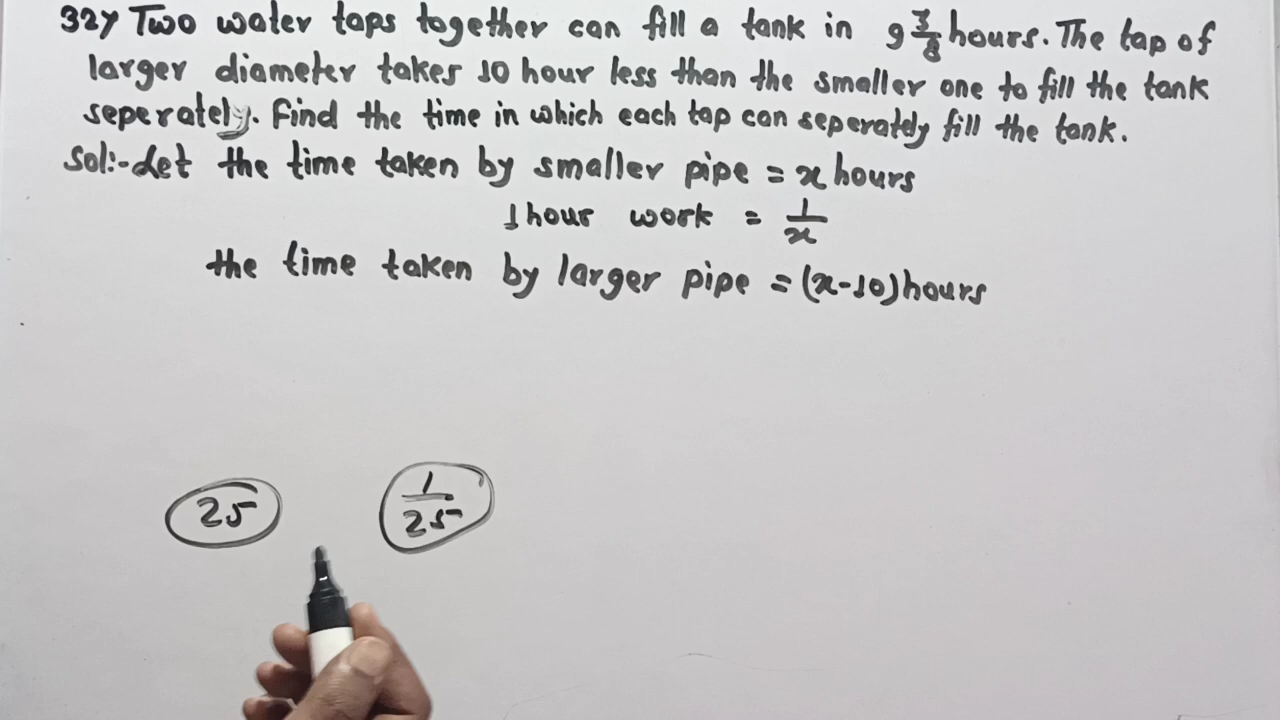 32) Two water taps together can fill a tank in 9 3/8 hours. The tap of
larger diameter takes 10 hour less than the smaller one to fill the tank
seperately. Find the time in which each tap can seperately fill the tank.
Sol:- Let the time taken by smaller pipe = x hours
1 hour work = 1/x
the time taken by larger pipe = (x-10) hours
25 1/25